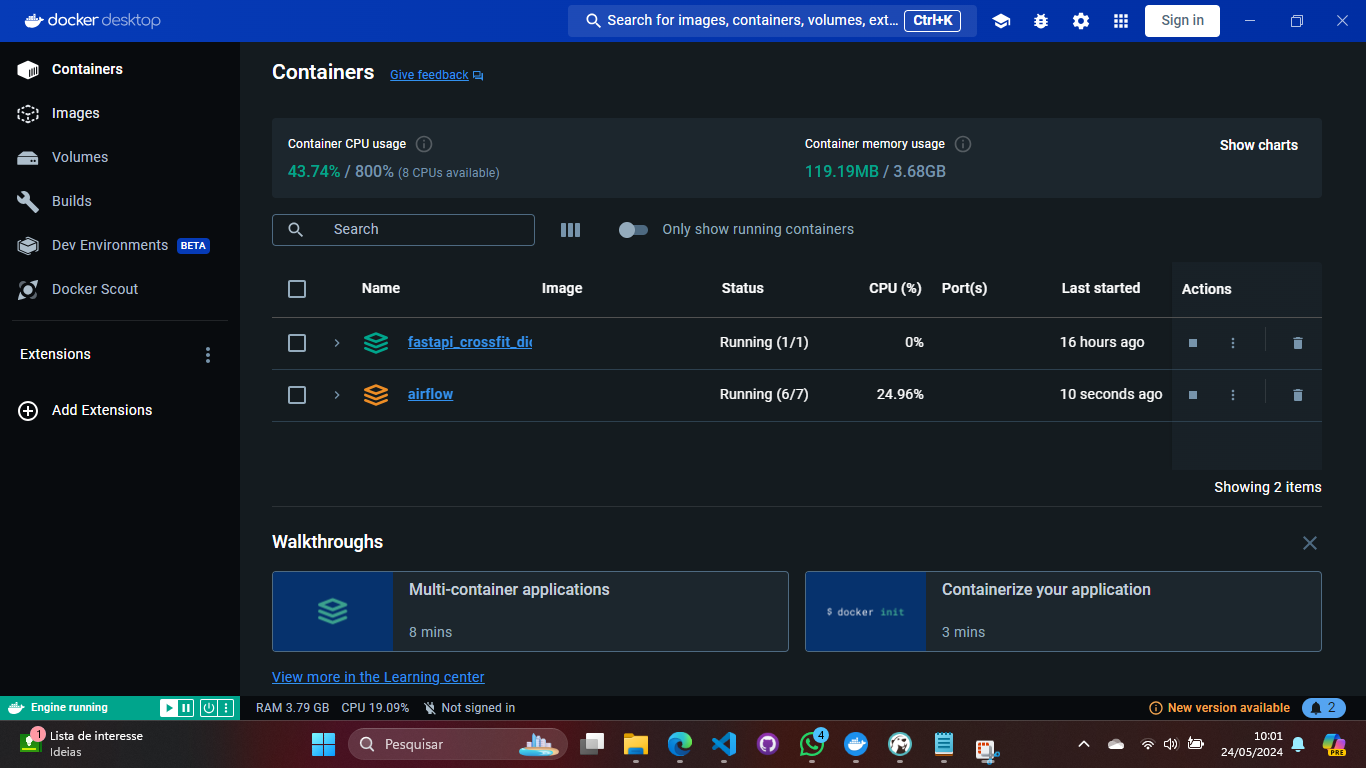 docker desktop
Search for images, containers, volumes, ext... Ctrl+K
Sign in
Containers
Images
Volumes
Builds
Dev Environments BETA
Docker Scout
Extensions
Add Extensions
Containers Give feedback
Container CPU usage
43.74% / 800% (8 CPUs available)
Container memory usage
119.19MB / 3.68GB
Show charts
Search
Only show running containers
Name Image Status CPU (%) Port(s) Last started Actions
fastapi_crossfit_di Running (1/1) 0% 16 hours ago
airflow Running (6/7) 24.96% 10 seconds ago
Showing 2 items
Walkthroughs
Multi-container applications
8 mins
$ docker init
Containerize your application
3 mins
View more in the Learning center
Engine running
RAM 3.79 GB CPU 19.09% Not signed in
New version available 2
1
Lista de interesse
Ideias
Pesquisar
4
10:01
24/05/2024
PRE